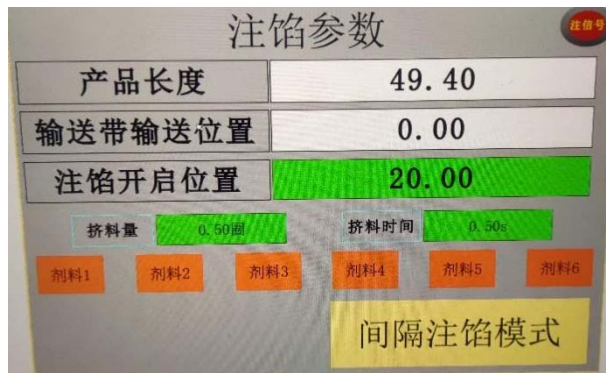 注馅参数
注信号
产品长度 49.40
输送带输送位置 0.00
注馅开启位置 20.00
挤料量 0.50圈 挤料时间 0.50s
剂料1 剂料2 剂料3 剂料4 剂料5 剂料6
间隔注馅模式